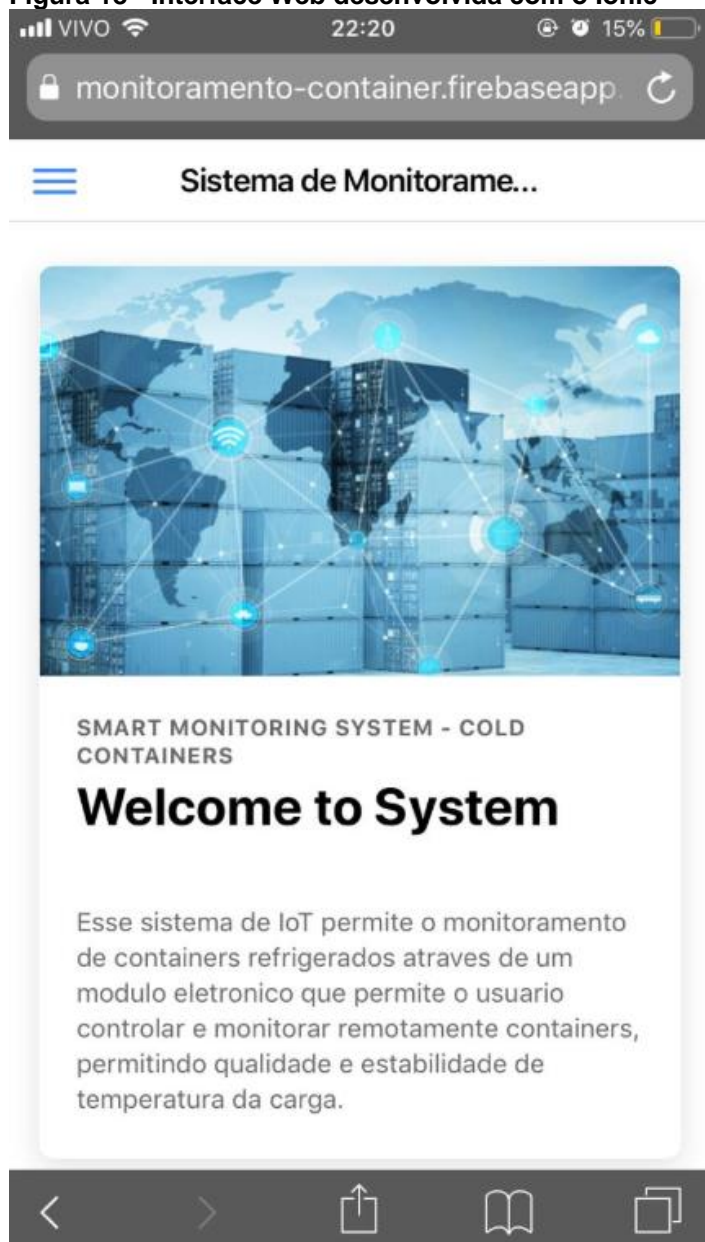 Figura 18 - Interface Web desenvolvida com o Ionic
VIVO 22:20 15%
monitoramento-container.firebaseapp.
Sistema de Monitorame...
SMART MONITORING SYSTEM - COLD
CONTAINERS
Welcome to System
Esse sistema de IoT permite o monitoramento
de containers refrigerados atraves de um
modulo eletronico que permite o usuario
controlar e monitorar remotamente containers,
permitindo qualidade e estabilidade de
temperatura da carga.